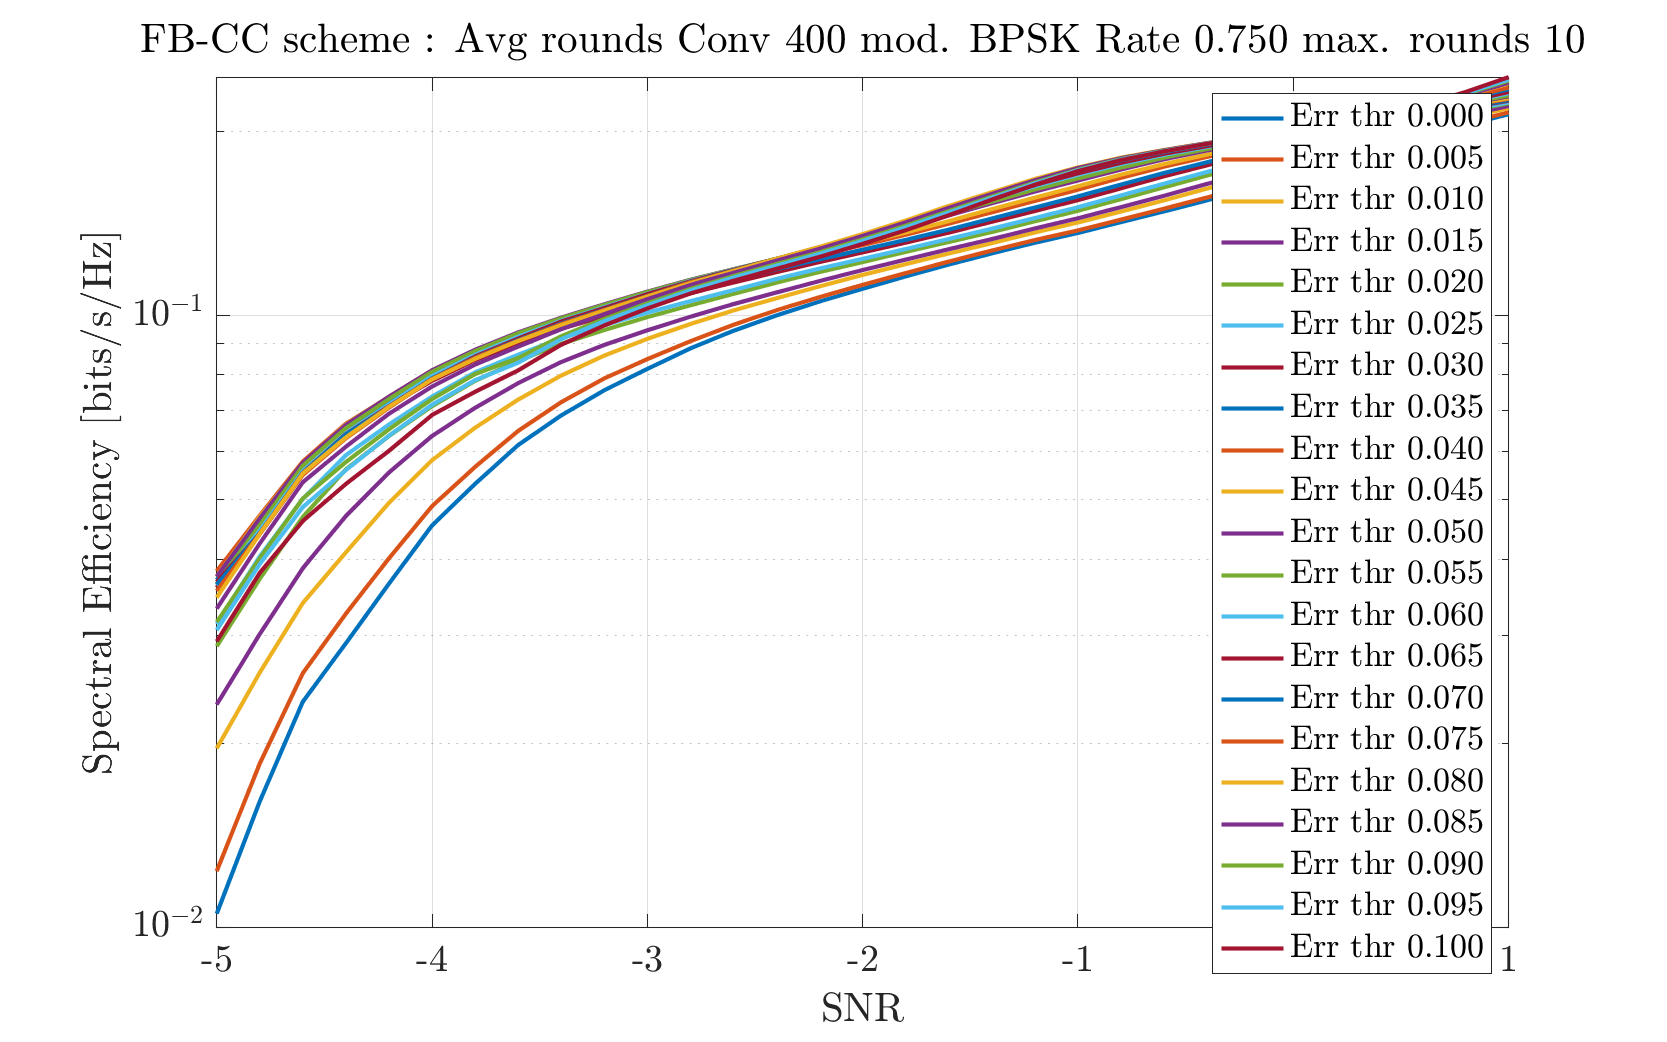 FB-CC scheme : Avg rounds Conv 400 mod. BPSK Rate 0.750 max. rounds 10
Spectral Efficiency [bits/s/Hz]
10⁻¹
10⁻²
-5 -4 -3 -2 -1 1
SNR
Err thr 0.000
Err thr 0.005
Err thr 0.010
Err thr 0.015
Err thr 0.020
Err thr 0.025
Err thr 0.030
Err thr 0.035
Err thr 0.040
Err thr 0.045
Err thr 0.050
Err thr 0.055
Err thr 0.060
Err thr 0.065
Err thr 0.070
Err thr 0.075
Err thr 0.080
Err thr 0.085
Err thr 0.090
Err thr 0.095
Err thr 0.100